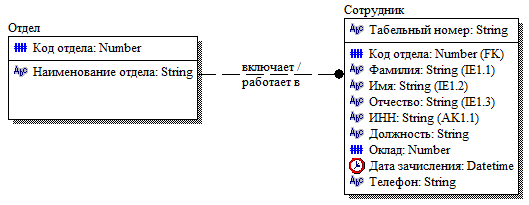 Отдел
Код отдела: Number
Наименование отдела: String
включает /
работает в
Сотрудник
Табельный номер: String
Код отдела: Number (FK)
Фамилия: String (IE1.1)
Имя: String (IE1.2)
Отчество: String (IE1.3)
ИНН: String (AK1.1)
Должность: String
Оклад: Number
Дата зачисления: Datetime
Телефон: String